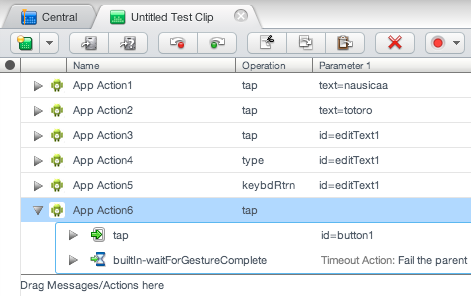 Central Untitled Test Clip
Name Operation Parameter 1
App Action1 tap text=nausicaa
App Action2 tap text=totoro
App Action3 tap id=editText1
App Action4 type id=editText1
App Action5 keybdRtrn id=editText1
App Action6 tap
tap id=button1
builtIn-waitForGestureComplete Timeout Action: Fail the parent
Drag Messages/Actions here